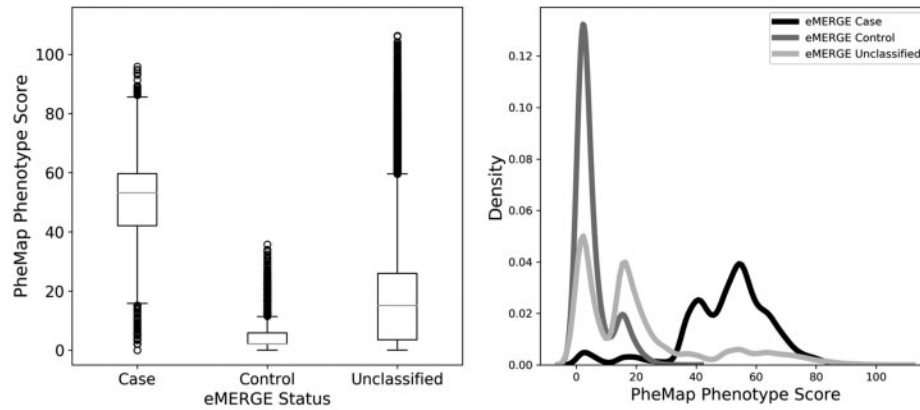 PheMap Phenotype Score
100
80
60
40
20
0
Case
Control
Unclassified
eMERGE Status
Density
0.12
0.10
0.08
0.06
0.04
0.02
0.00
eMERGE Case
eMERGE Control
eMERGE Unclassified
0
20
40
60
80
100
PheMap Phenotype Score